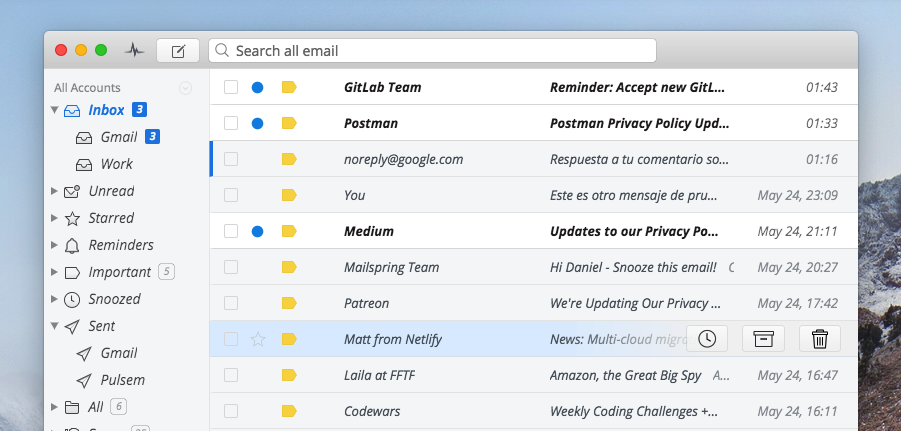 Search all email
All Accounts
Inbox 3
Gmail 3
Work
Unread
Starred
Reminders
Important 5
Snoozed
Sent
Gmail
Pulsem
All 6
GitLab Team Reminder: Accept new GitL... 01:43
Postman Postman Privacy Policy Upd... 01:33
noreply@google.com Respuesta a tu comentario so... 01:16
You Este es otro mensaje de pru... May 24, 23:09
Medium Updates to our Privacy Po... May 24, 21:11
Mailspring Team Hi Daniel - Snooze this email! May 24, 20:27
Patreon We're Updating Our Privacy ... May 24, 17:42
Matt from Netlify News: Multi-cloud migra
Laila at FFTF Amazon, the Great Big Spy A... May 24, 16:47
Codewars Weekly Coding Challenges +... May 24, 16:11